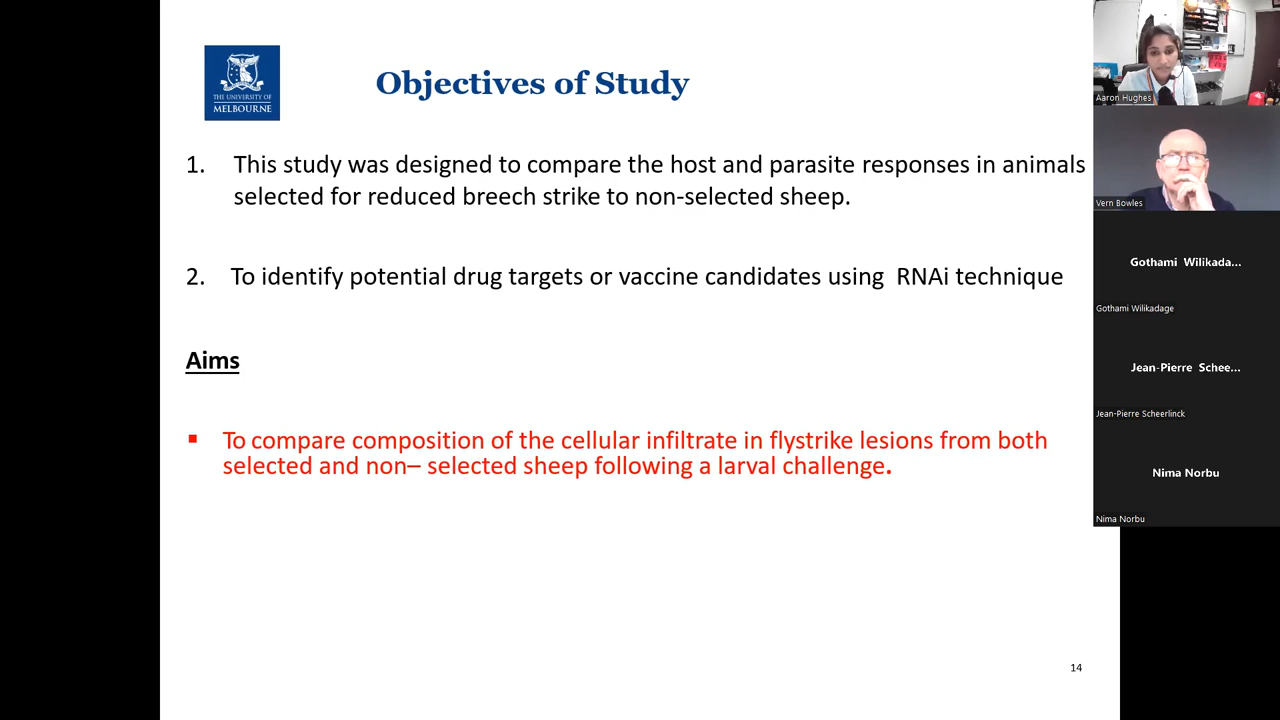 THE UNIVERSITY OF
MELBOURNE
Objectives of Study
1. This study was designed to compare the host and parasite responses in animals
selected for reduced breech strike to non-selected sheep.
2. To identify potential drug targets or vaccine candidates using RNAi technique
Aims
▪ To compare composition of the cellular infiltrate in flystrike lesions from both
selected and non– selected sheep following a larval challenge.
14
Aaron Hughes
Vern Bowles
Gothami Wilikada...
Gothami Wilikadage
Jean-Pierre Schee...
Jean-Pierre Scheerlinck
Nima Norbu
Nima Norbu